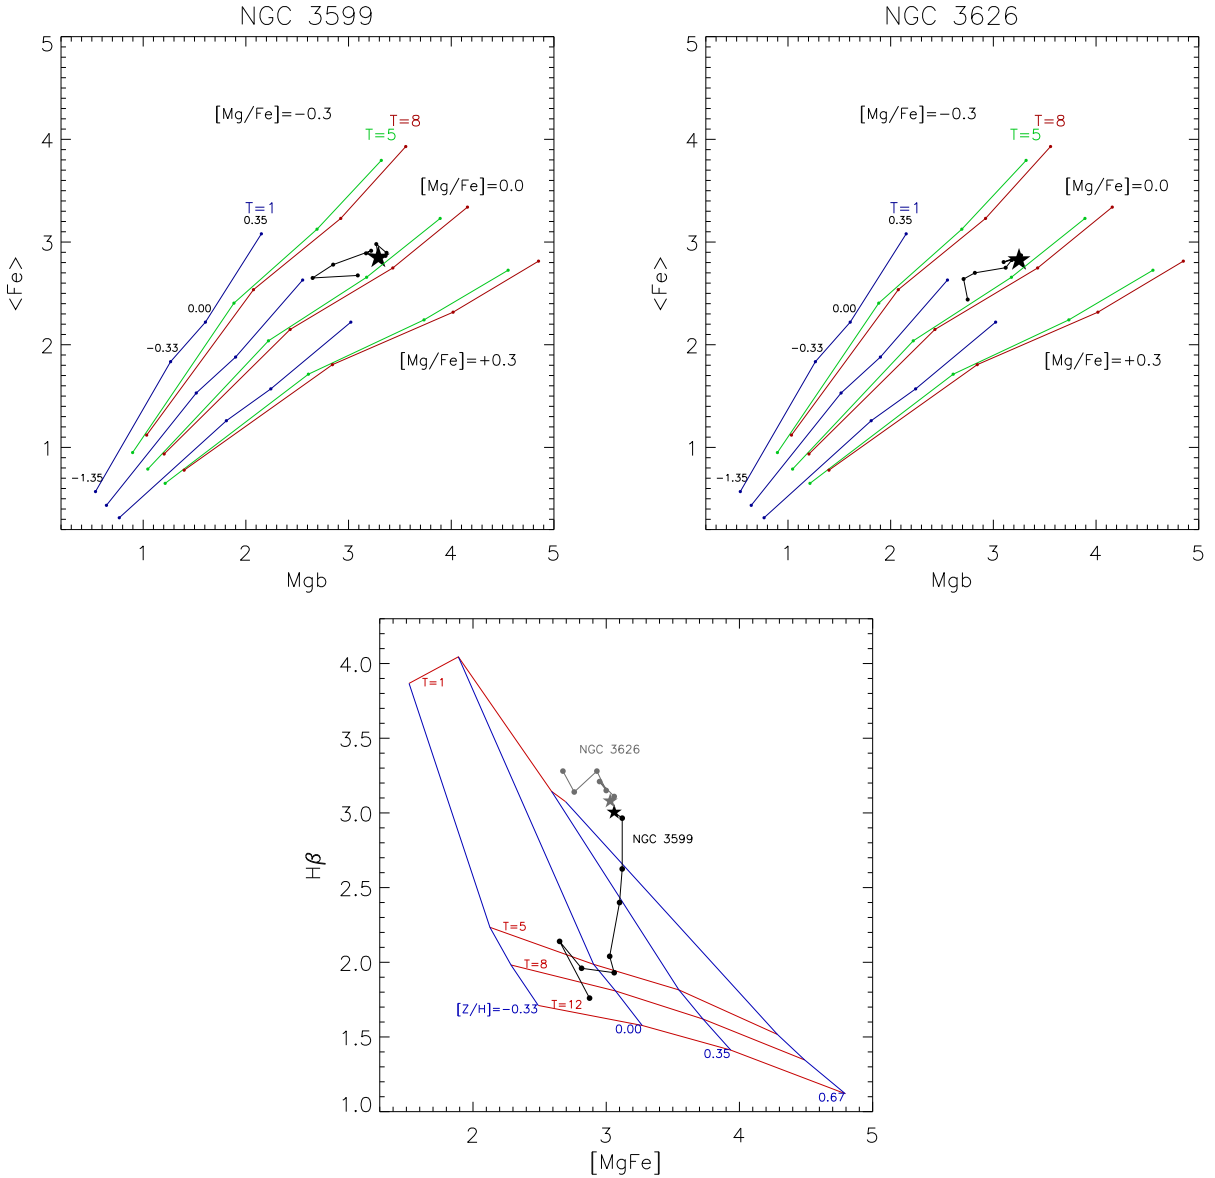 NGC 3599
5
4
3
2
1
<Fe>
[Mg/Fe]=−0.3
T=8
T=5
[Mg/Fe]=0.0
T=1
0.35
0.00
−0.33
[Mg/Fe]=+0.3
−1.35
1 2 3 4 5
Mgb
NGC 3626
5
4
3
2
1
<Fe>
[Mg/Fe]=−0.3
T=8
T=5
[Mg/Fe]=0.0
T=1
0.35
0.00
−0.33
[Mg/Fe]=+0.3
−1.35
1 2 3 4 5
Mgb
4.0
3.5
3.0
2.5
2.0
1.5
1.0
Hβ
T=1
NGC 3626
NGC 3599
T=5
T=8
[Z/H]=−0.33
T=12
0.00
0.35
0.67
2 3 4 5
[MgFe]